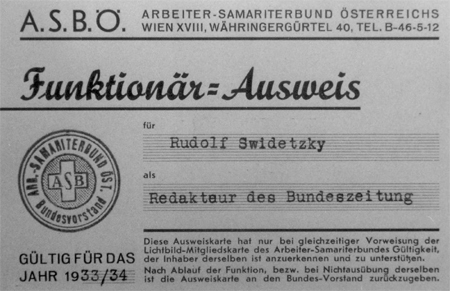 A.S.B.Ö. ARBEITER-SAMARITERBUND ÖSTERREICHS
WIEN XVIII, WÄHRINGERGÜRTEL 40, TEL. B-46-5-12
Funktionär=Ausweis
für
Rudolf Swidetzky
als
Redakteur des Bundeszeitung
ARB.-SAMARITERBUND ÖST.
ASB
Bundesvorstand
GÜLTIG FÜR DAS
JAHR 1933/34
Diese Ausweiskarte hat nur bei gleichzeitiger Vorweisung der
Lichtbild-Mitgliedskarte des Arbeiter-Samariterbundes Gültigkeit,
der Inhaber derselben ist anzuerkennen und zu unterstützen.
Nach Ablauf der Funktion, bezw. bei Nichtausübung derselben
ist die Ausweiskarte an den Bundes-Vorstand zurückzugeben.